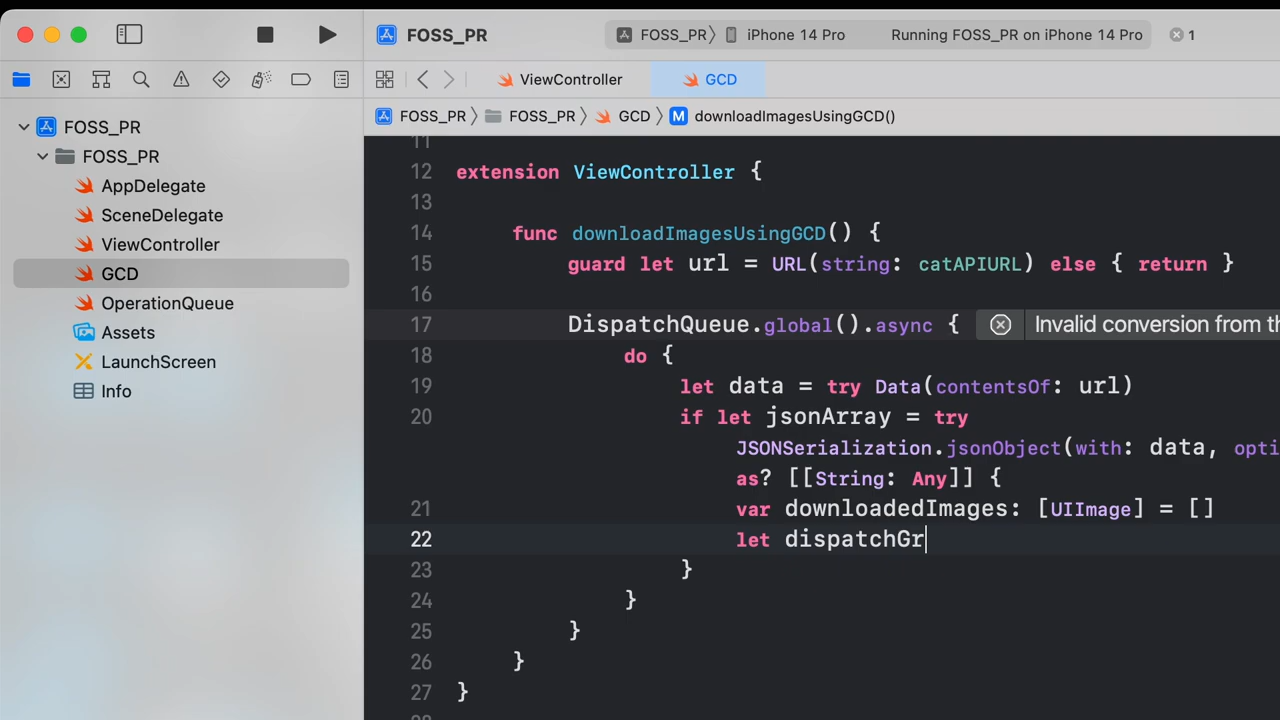 FOSS_PR
FOSS_PR
iPhone 14 Pro
Running FOSS_PR on iPhone 14 Pro
1
ViewController
GCD
FOSS_PR
FOSS_PR
GCD
M
downloadImagesUsingGCD()
FOSS_PR
FOSS_PR
AppDelegate
SceneDelegate
ViewController
GCD
OperationQueue
Assets
LaunchScreen
Info
11
12 extension ViewController {
13
14 func downloadImagesUsingGCD() {
15 guard let url = URL(string: catAPIURL) else { return }
16
17 DispatchQueue.global().async { Invalid conversion from th
18 do {
19 let data = try Data(contentsOf: url)
20 if let jsonArray = try
JSONSerialization.jsonObject(with: data, opti
as? [[String: Any]] {
21 var downloadedImages: [UIImage] = []
22 let dispatchGr
23 }
24 }
25 }
26 }
27 }